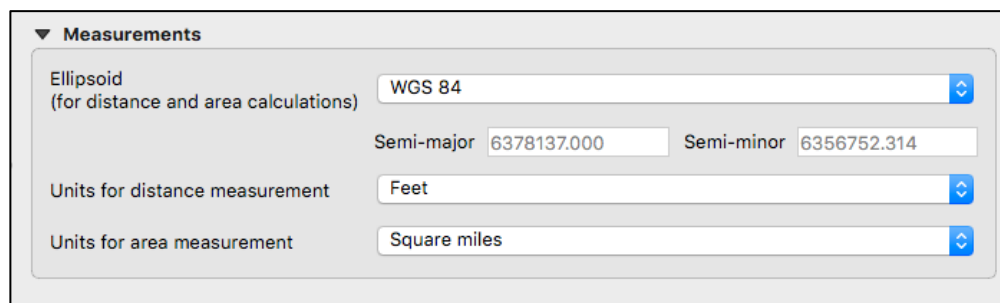 Measurements
Ellipsoid
(for distance and area calculations)
WGS 84
Semi-major 6378137.000 Semi-minor 6356752.314
Units for distance measurement Feet
Units for area measurement Square miles